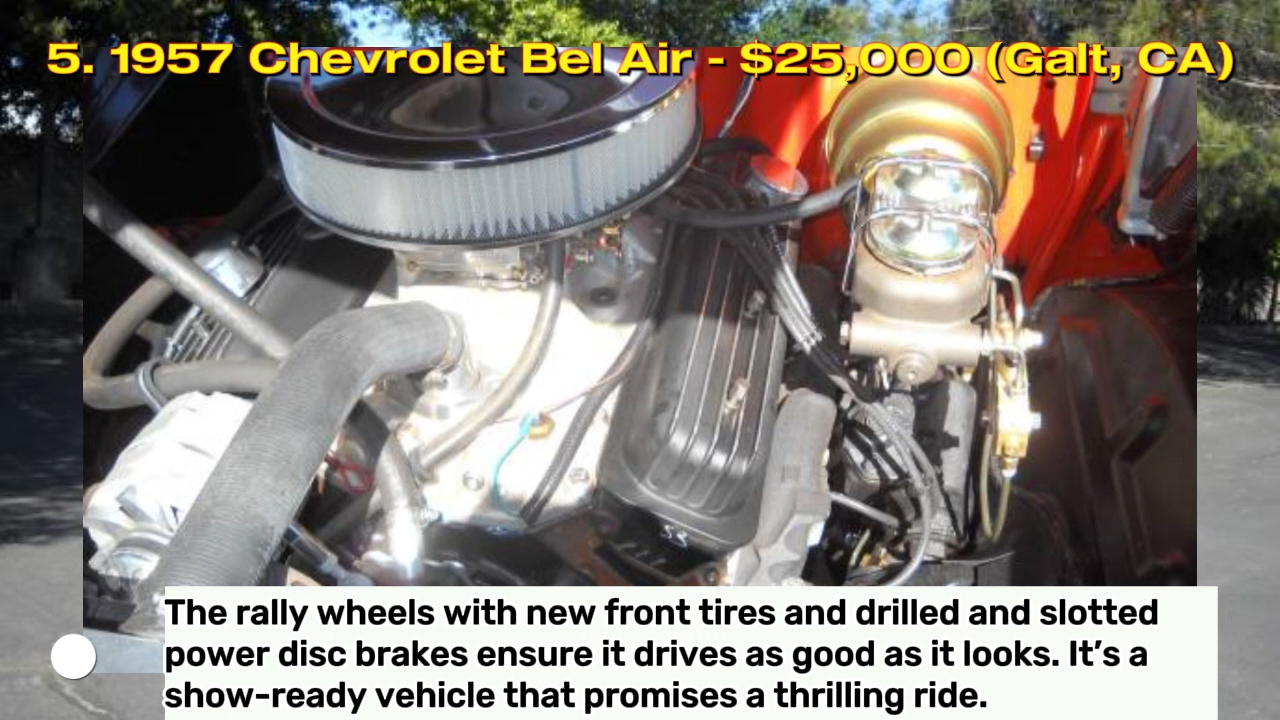 5. 1957 Chevrolet Bel Air - $25,000 (Galt, CA)
The rally wheels with new front tires and drilled and slotted
power disc brakes ensure it drives as good as it looks. It’s a
show-ready vehicle that promises a thrilling ride.